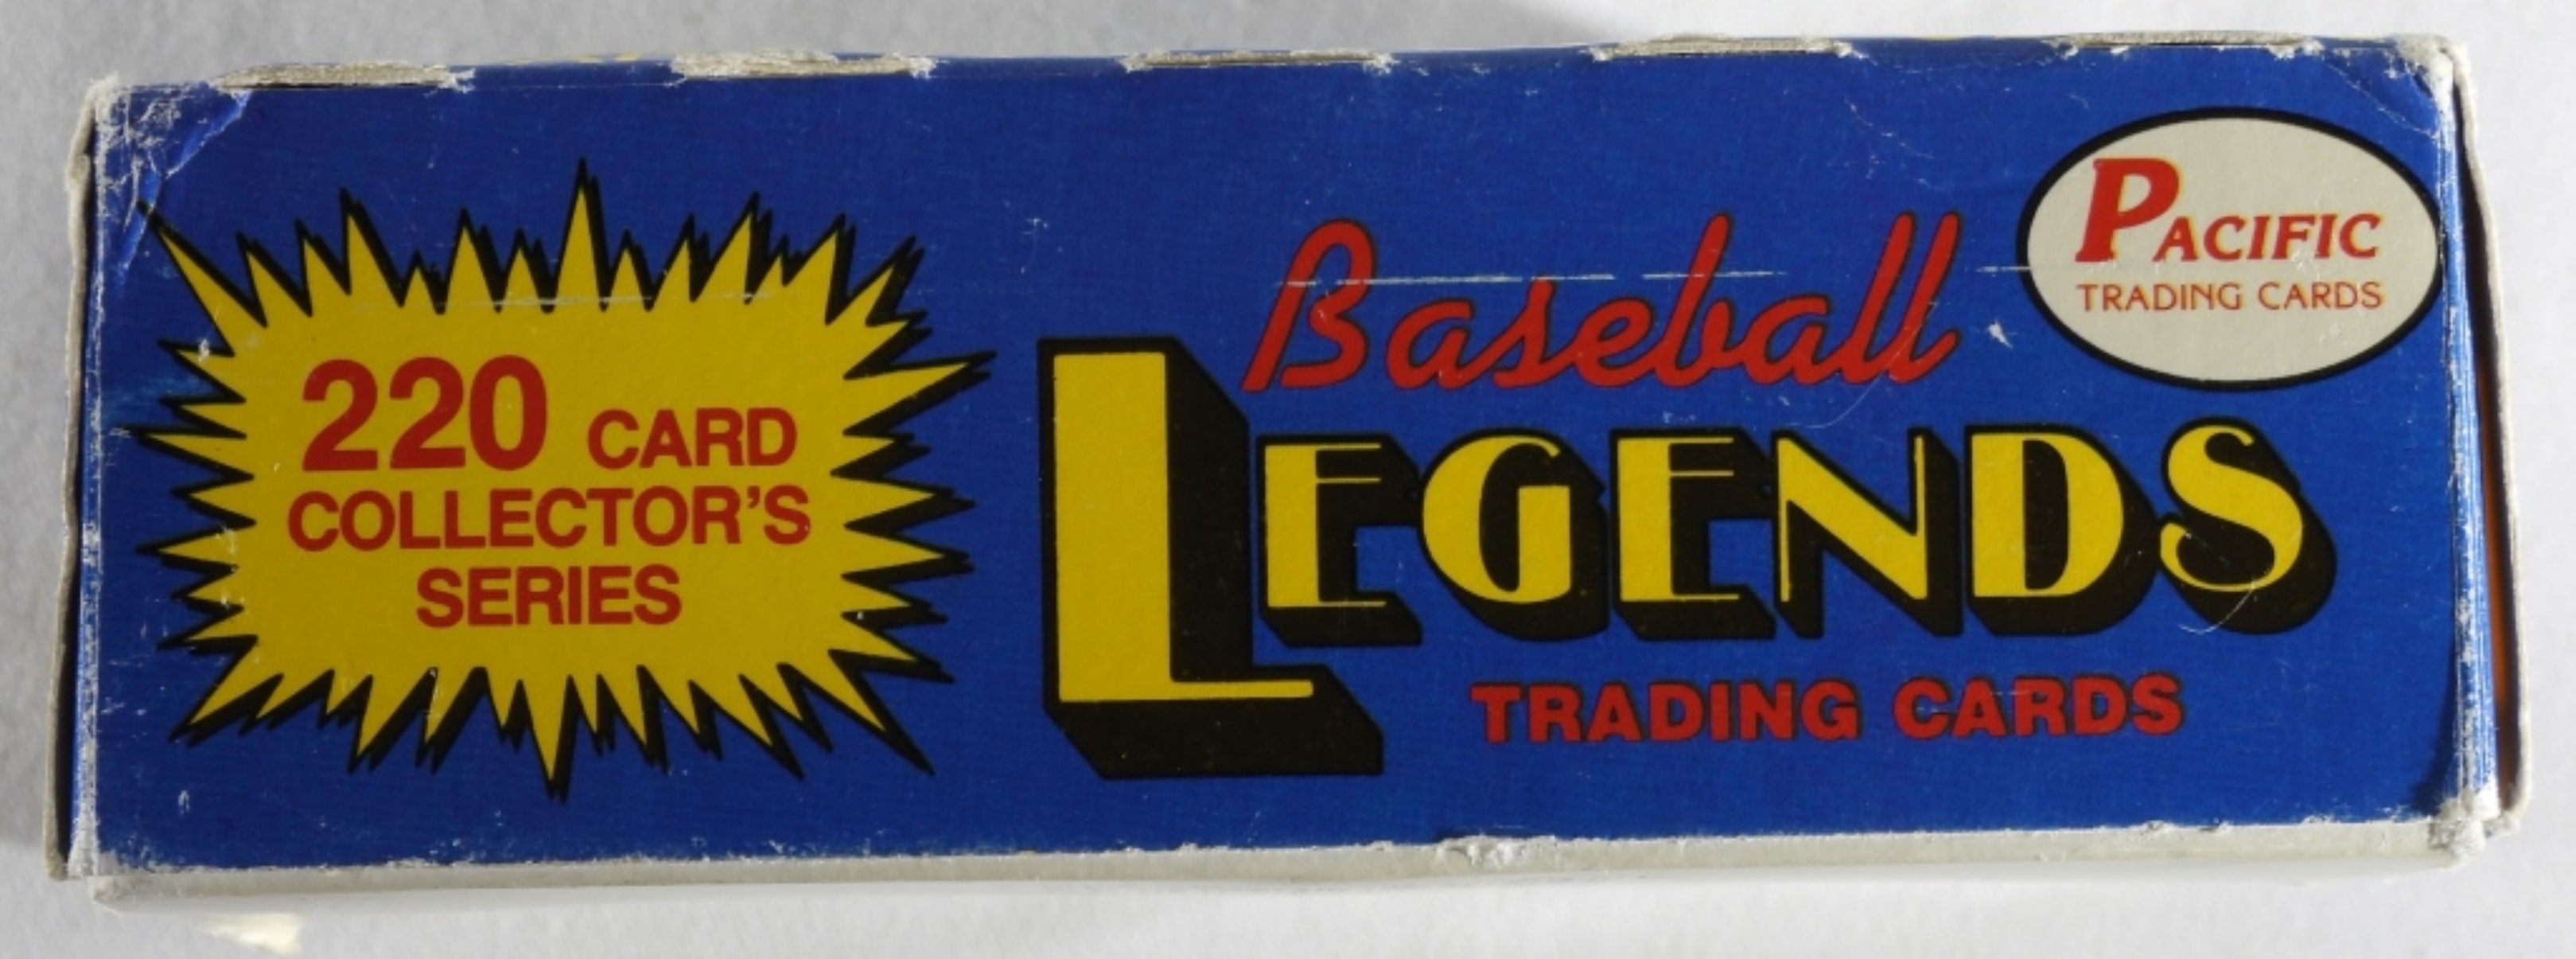 220 CARD
COLLECTOR'S
SERIES
Baseball
LEGENDS
TRADING CARDS
PACIFIC
TRADING CARDS